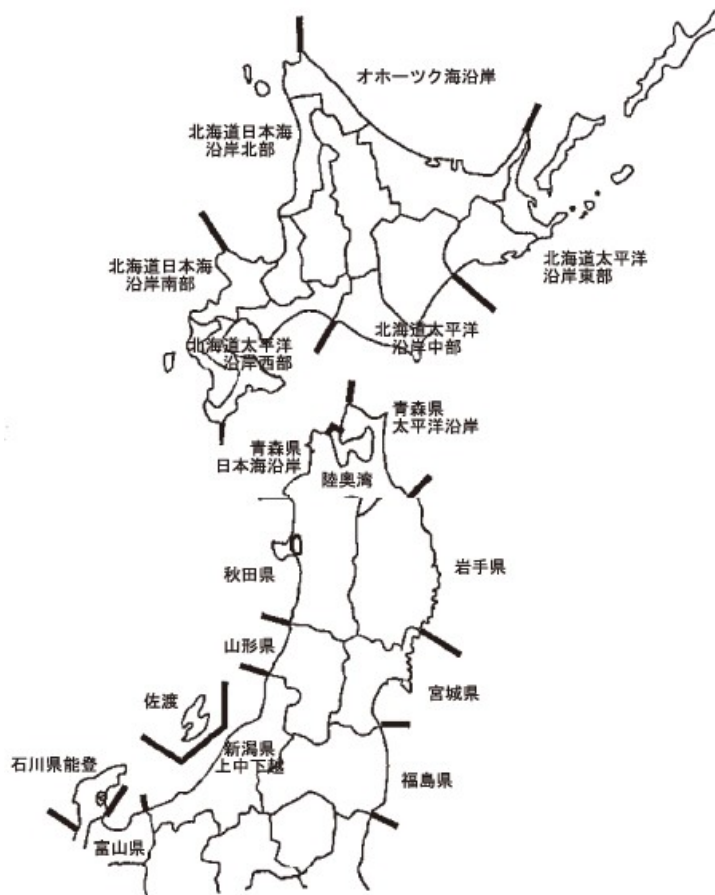 オホーツク海沿岸
北海道日本海
沿岸北部
北海道日本海
沿岸南部
北海道太平洋
沿岸東部
北海道太平洋
沿岸西部
北海道太平洋
沿岸中部
青森県
太平洋沿岸
青森県
日本海沿岸
陸奥湾
秋田県
岩手県
山形県
宮城県
佐渡
新潟県
上中下越
石川県能登
福島県
富山県